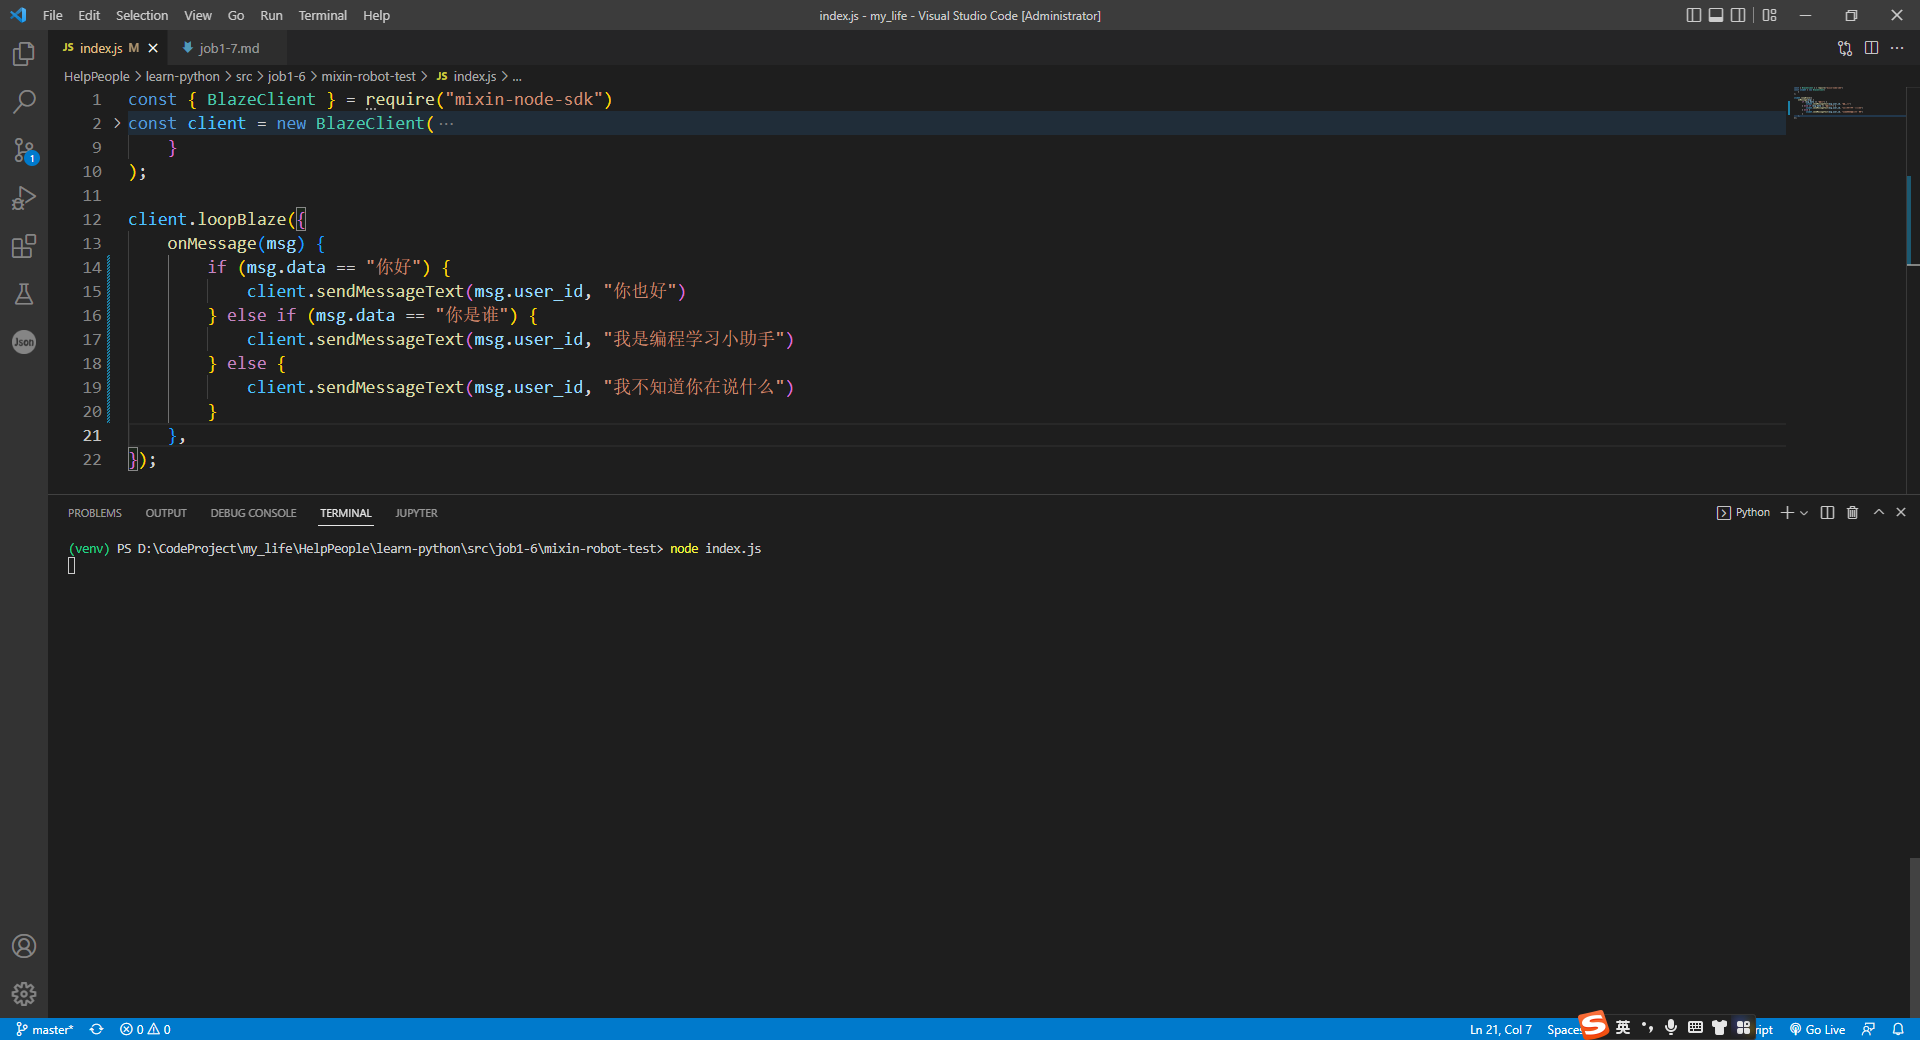 File Edit Selection View Go Run Terminal Help
index.js - my_life - Visual Studio Code [Administrator]
JS index.js M
job1-7.md
HelpPeople > learn-python > src > job1-6 > mixin-robot-test > JS index.js > ...
1 const { BlazeClient } = require("mixin-node-sdk")
2 const client = new BlazeClient( ···
9 }
10 );
11
12 client.loopBlaze({
13 onMessage(msg) {
14 if (msg.data == "你好") {
15 client.sendMessageText(msg.user_id, "你也好")
16 } else if (msg.data == "你是谁") {
17 client.sendMessageText(msg.user_id, "我是编程学习小助手")
18 } else {
19 client.sendMessageText(msg.user_id, "我不知道你在说什么")
20 }
21 },
22 });
1
Json
PROBLEMS OUTPUT DEBUG CONSOLE TERMINAL JUPYTER
Python
(venv) PS D:\CodeProject\my_life\HelpPeople\learn-python\src\job1-6\mixin-robot-test> node index.js
master* 0 0
Ln 21, Col 7 Spaces
S 英
ript Go Live